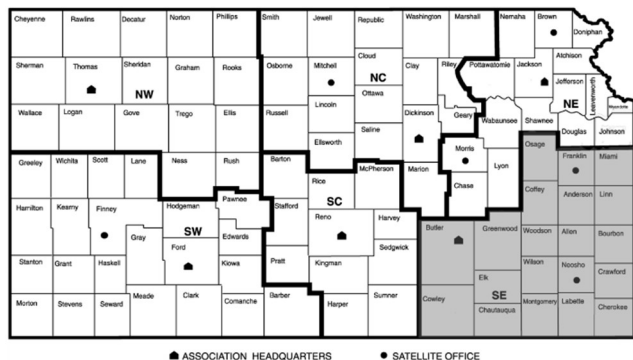 Cheyenne Rawlins Decatur Norton Phillips Smith Jewell Republic Washington Marshall Nemaha Brown
Doniphan
Sherman Thomas Sheridan Graham Rooks Osborne Mitchell Cloud Clay Riley Pottawatomie Jackson Atchison
NW NC
Jefferson Leavenworth Wyandotte
Lincoln Ottawa Dickinson Geary Wabaunsee NE
Wallace Logan Gove Trego Ellis Russell Saline Shawnee Douglas Johnson
Ellsworth Morris Osage
Greeley Wichita Scott Lane Ness Rush Barton McPherson Marion Lyon Franklin Miami
Rice Chase
Pawnee SC Coffey Anderson Linn
Hamilton Kearny Finney Hodgeman Stafford Reno Harvey
SW Butler Greenwood Woodson Allen Bourbon
Gray Ford Edwards Sedgwick
Stanton Grant Haskell Kiowa Pratt Kingman Wilson Neosho Crawford
Elk
SE
Meade Clark Sumner Cowley Montgomery Labette
Morton Stevens Seward Comanche Barber Harper Chautauqua Cherokee
ASSOCIATION HEADQUARTERS SATELLITE OFFICE